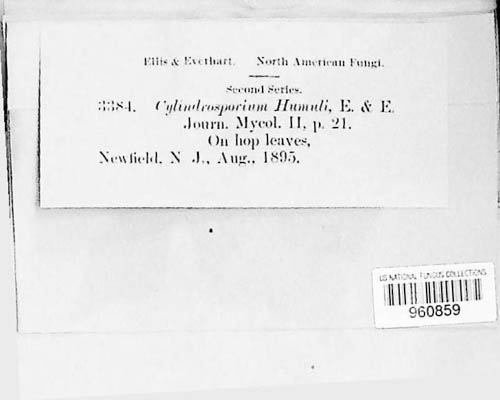 Ellis & Everhart. North American Fungi.
Second Series.
3384. Cylindrosporium Humuli, E. & E.
Journ. Mycol. II, p. 21.
On hop leaves,
Newfield, N J., Aug., 1895.
US NATIONAL FUNGUS COLLECTIONS
960859